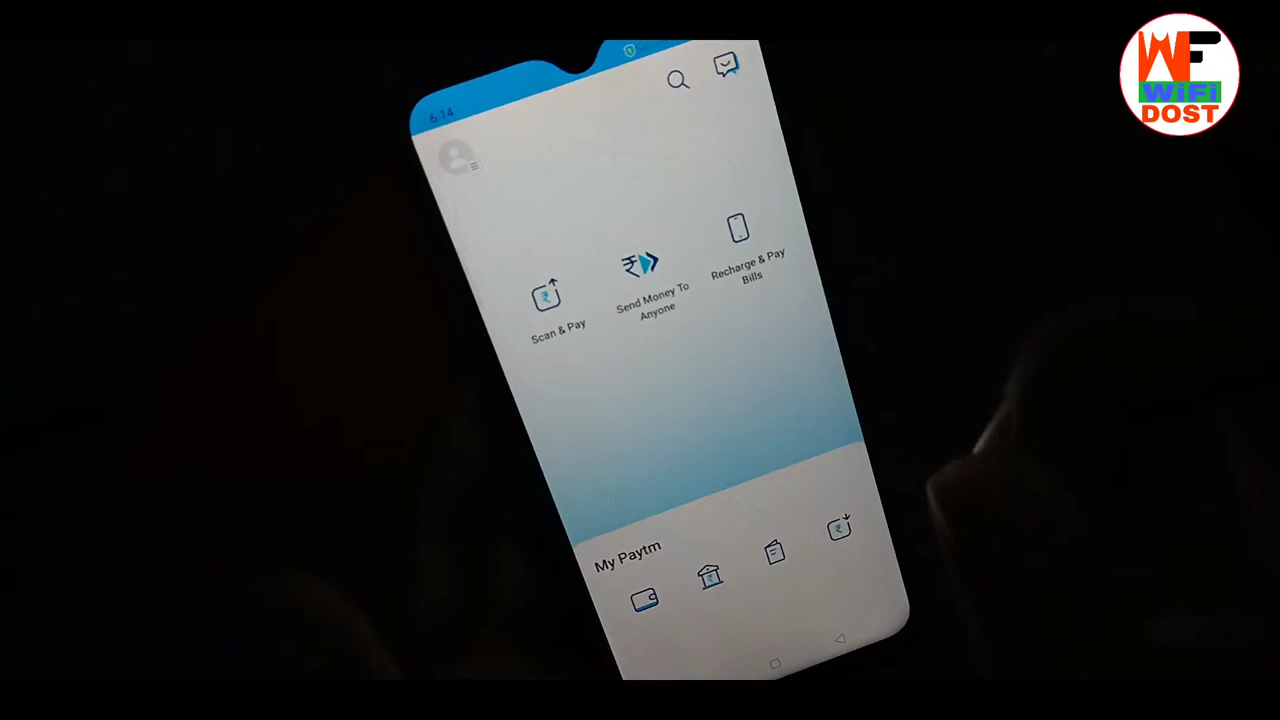 WF
WiFi
DOST
6:14
Scan & Pay
Send Money To
Anyone
Recharge & Pay
Bills
My Paytm